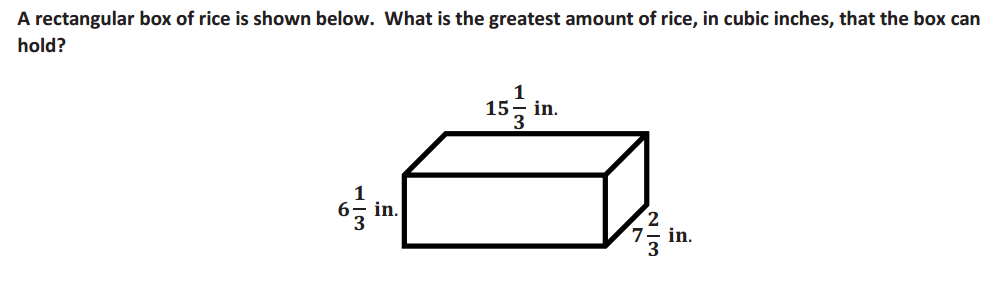 A rectangular box of rice is shown below.  What is the greatest amount of rice, in cubic inches, that the box can
hold?
15 1/3 in.
6 1/3 in.
7 2/3 in.